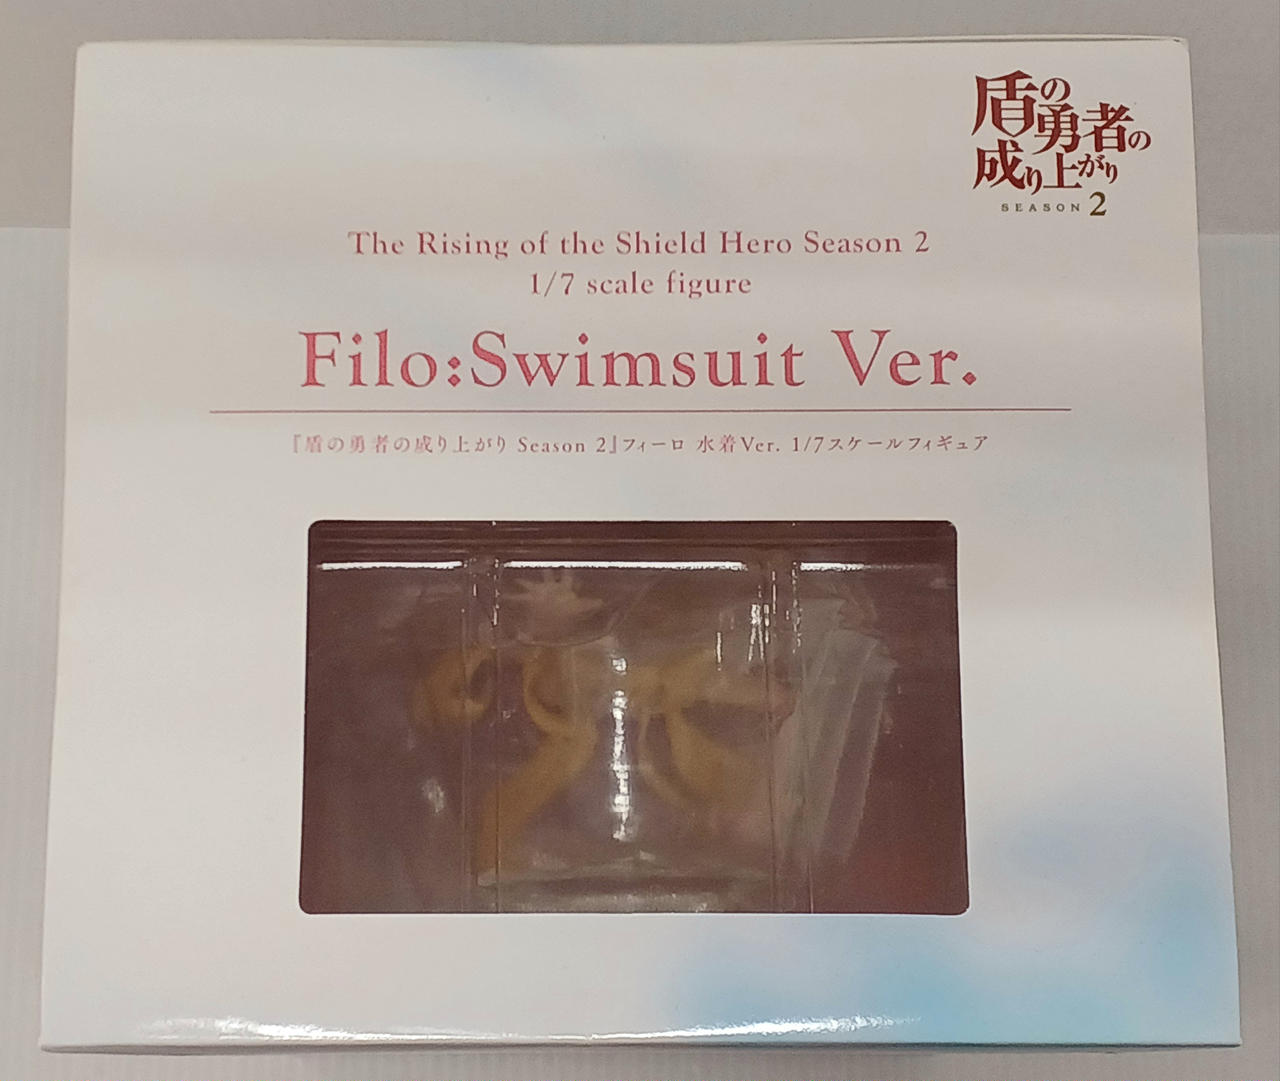 盾の勇者の
成り上がり
SEASON 2
The Rising of the Shield Hero Season 2
1/7 scale figure
Filo:Swimsuit Ver.
『盾の勇者の成り上がり Season 2』フィーロ 水着Ver. 1/7スケールフィギュア